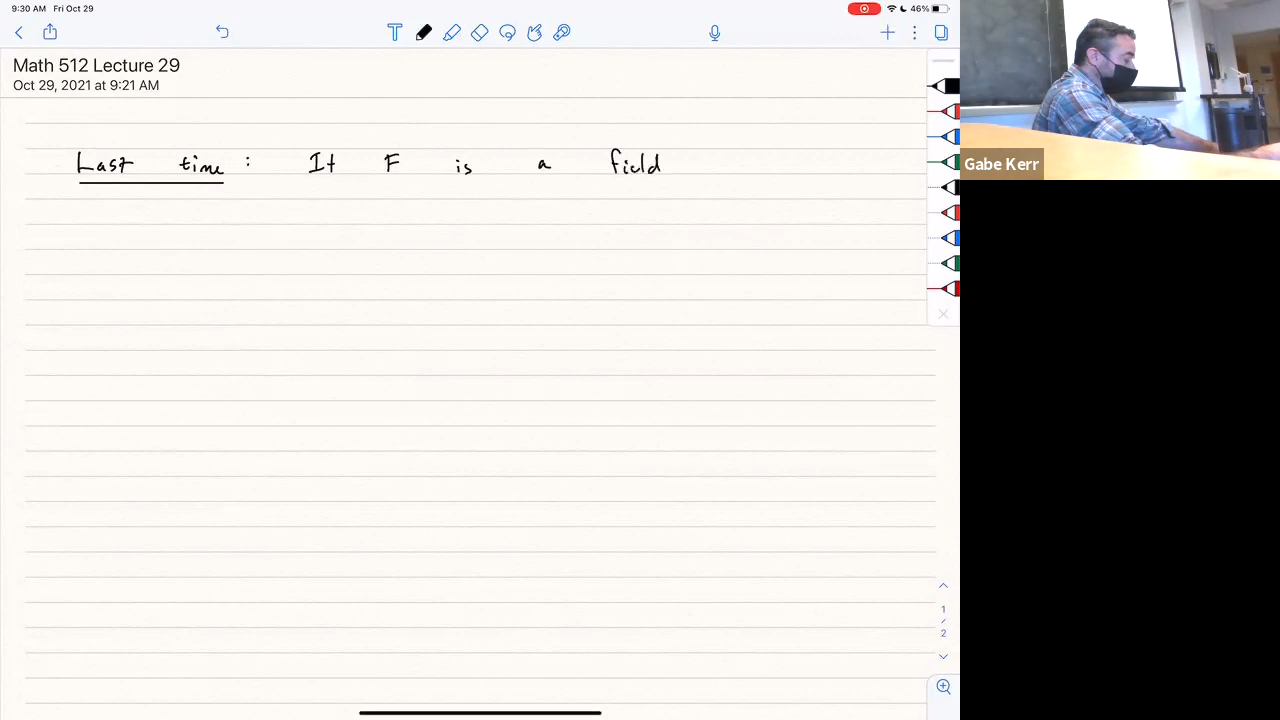 9:30 AM Fri Oct 29
46%
Math 512 Lecture 29
Oct 29, 2021 at 9:21 AM
Last time : If F is a field
Gabe Kerr
1
/
2